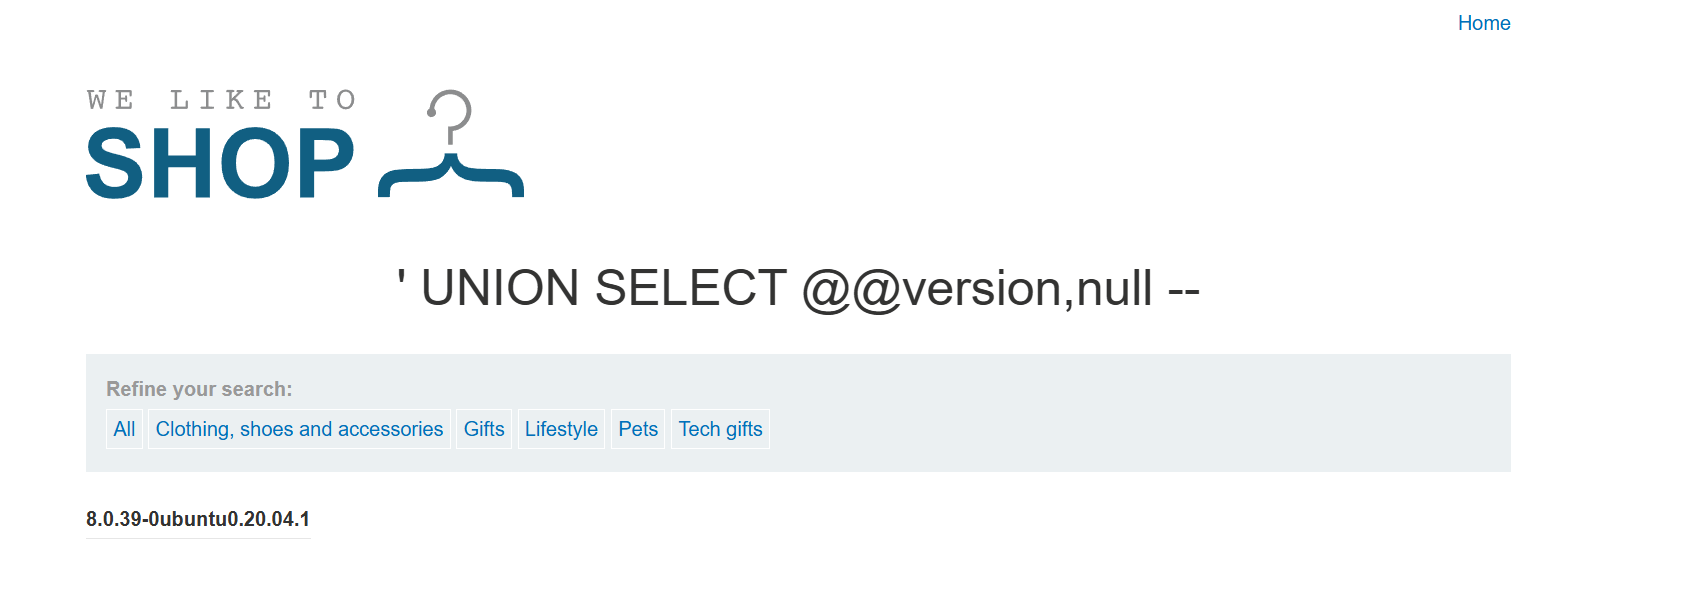 Home
WE LIKE TO
SHOP
' UNION SELECT @@version,null --
Refine your search:
All Clothing, shoes and accessories Gifts Lifestyle Pets Tech gifts
8.0.39-0ubuntu0.20.04.1